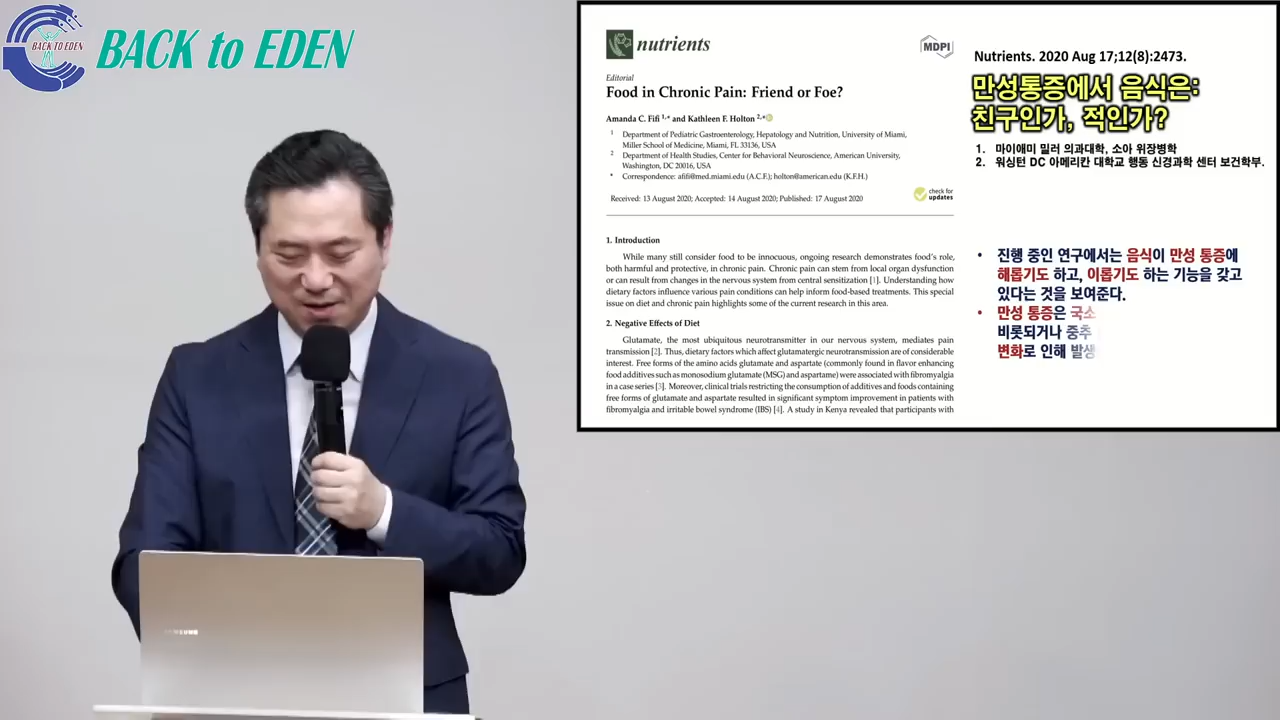 BACK TO EDEN
BACK to EDEN
nutrients
MDPI
Editorial
Food in Chronic Pain: Friend or Foe?
Amanda C. Fifi 1,* and Kathleen F. Holton 2,*
1 Department of Pediatric Gastroenterology, Hepatology and Nutrition, University of Miami,
Miller School of Medicine, Miami, FL 33136, USA
2 Department of Health Studies, Center for Behavioral Neuroscience, American University,
Washington, DC 20016, USA
* Correspondence: afifi@med.miami.edu (A.C.F.); holton@american.edu (K.F.H.)
check for
updates
Received: 13 August 2020; Accepted: 14 August 2020; Published: 17 August 2020
1. Introduction
While many still consider food to be innocuous, ongoing research demonstrates food's role,
both harmful and protective, in chronic pain. Chronic pain can stem from local organ dysfunction
or can result from changes in the nervous system from central sensitization [1]. Understanding how
dietary factors influence various pain conditions can help inform food-based treatments. This special
issue on diet and chronic pain highlights some of the current research in this area.
2. Negative Effects of Diet
Glutamate, the most ubiquitous neurotransmitter in our nervous system, mediates pain
transmission [2]. Thus, dietary factors which affect glutamatergic neurotransmission are of considerable
interest. Free forms of the amino acids glutamate and aspartate (commonly found in flavor enhancing
food additives such as monosodium glutamate (MSG) and aspartame) were associated with fibromyalgia
in a case series [3]. Moreover, clinical trials restricting the consumption of additives and foods containing
free forms of glutamate and aspartate resulted in significant symptom improvement in patients with
fibromyalgia and irritable bowel syndrome (IBS) [4]. A study in Kenya revealed that participants with
Nutrients. 2020 Aug 17;12(8):2473.
만성통증에서 음식은:
친구인가, 적인가?
1. 마이애미 밀러 의과대학, 소아 위장병학
2. 워싱턴 DC 아메리칸 대학교 행동 신경과학 센터 보건학부.
• 진행 중인 연구에서는 음식이 만성 통증에
해롭기도 하고, 이롭기도 하는 기능을 갖고
있다는 것을 보여준다.
• 만성 통증은 국소
비롯되거나 중추
변화로 인해 발생
SAMSUNG